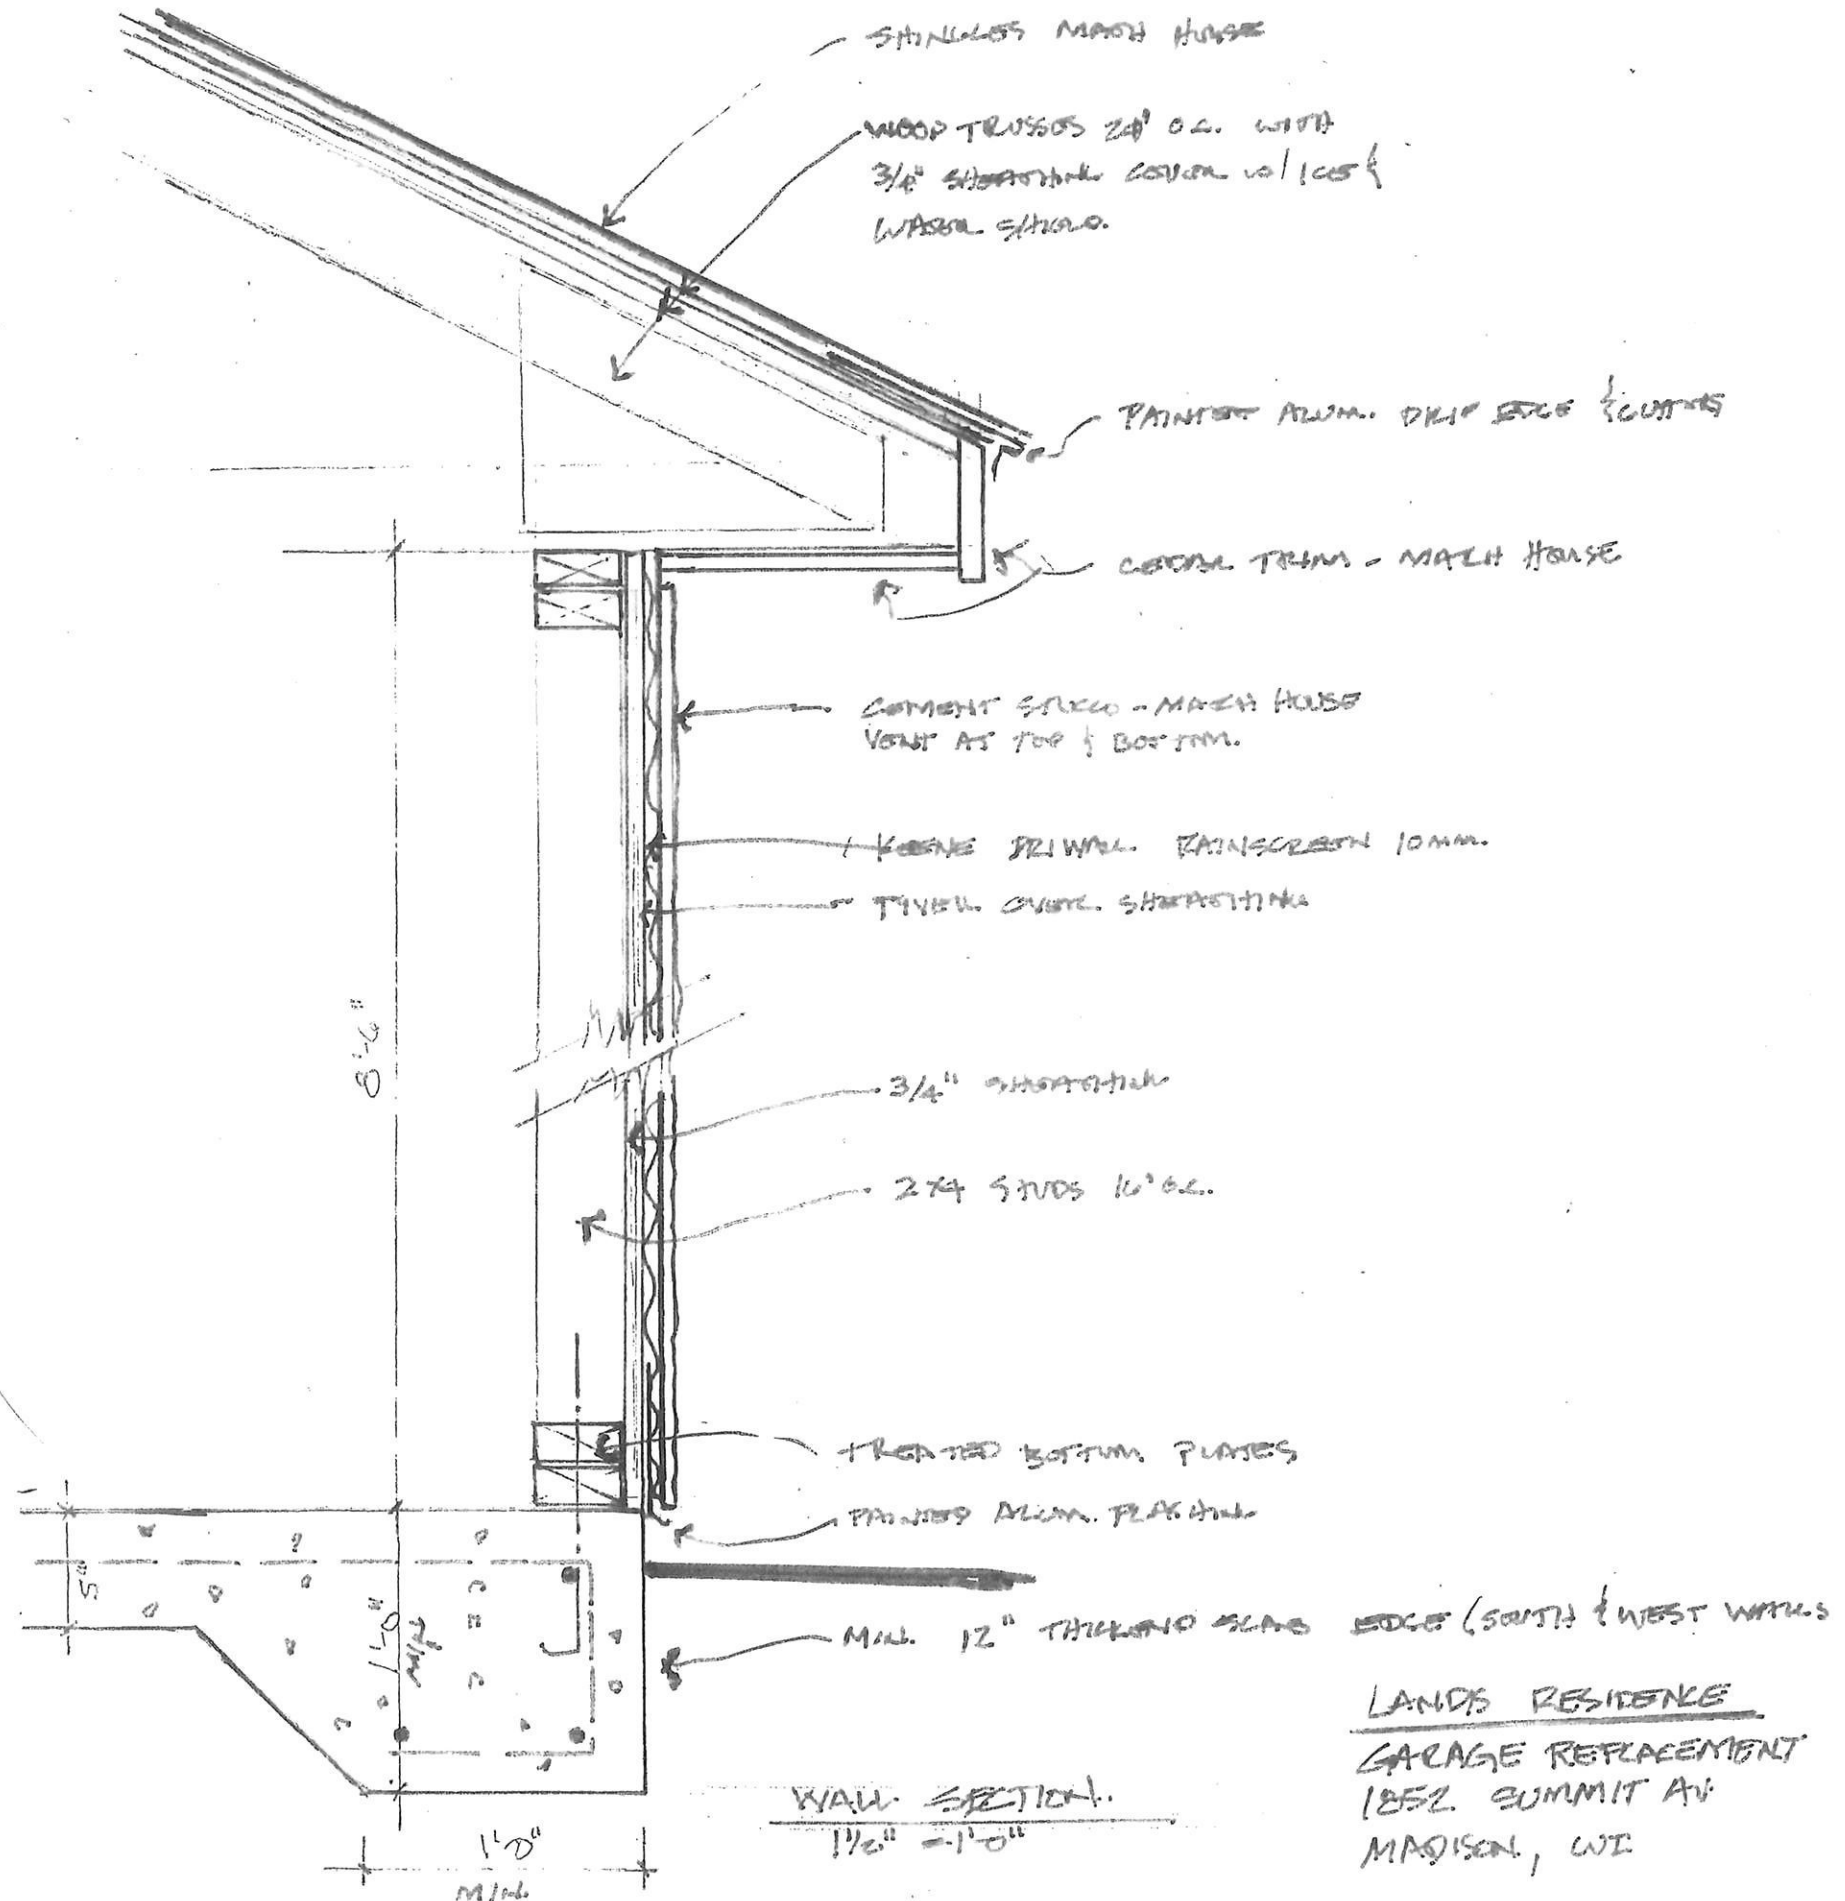 SHINGLES MATCH HOUSE
WOOD TRUSSES 24" O.C. WITH
3/4" SHEATHING COVER W/ ICE &
WATER SHIELD.
PAINTED ALUM. DRIP EDGE & GUTTERS
CEDAR TRIM - MATCH HOUSE
CEMENT STUCCO - MATCH HOUSE
VENT AT TOP & BOTTOM.
KEENE DRIWALL RAINSCREEN 10MM.
TYVEK OVER SHEATHING
8'-6"
3/4" SHEATHING
2X4 STUDS 16" O.C.
TREATED BOTTOM PLATES
PAINTED ALUM. FLASHING
5"
1'-0"
MIN.
MIN. 12" THICKEND SLAB EDGE (SOUTH & WEST WALLS
LANDS RESIDENCE
GARAGE REPLACEMENT
1852 SUMMIT AV
MADISON, WI
WALL SECTION.
1 1/2" = 1'-0"
1'-0"
MIN.